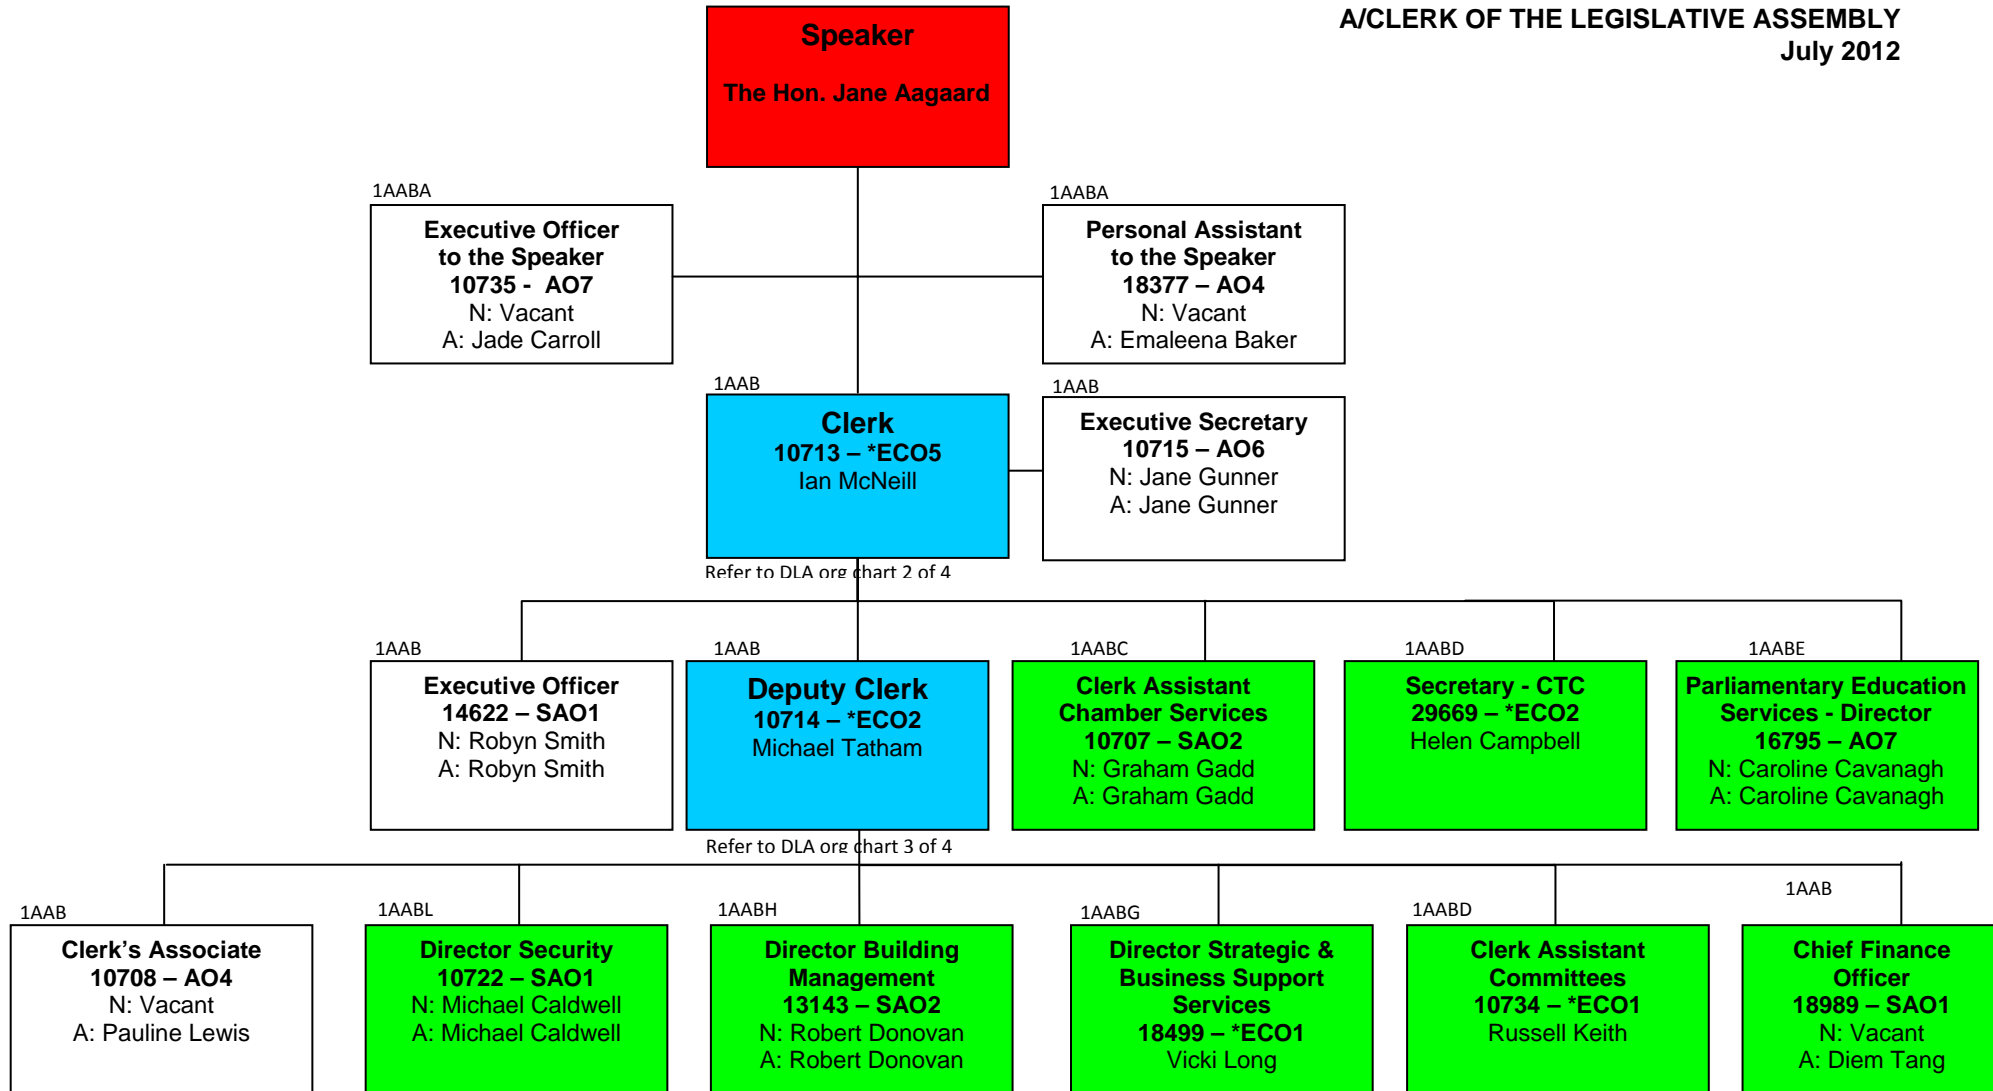 A/CLERK OF THE LEGISLATIVE ASSEMBLY
July 2012
Speaker
The Hon. Jane Aagaard
1AABA
Executive Officer
to the Speaker
10735 -  AO7
N: Vacant
A: Jade Carroll
1AABA
Personal Assistant
to the Speaker
18377 – AO4
N: Vacant
A: Emaleena Baker
1AAB
Clerk
10713 – *ECO5
Ian McNeill
1AAB
Executive Secretary
10715 – AO6
N: Jane Gunner
A: Jane Gunner
Refer to DLA org chart 2 of 4
1AAB
Executive Officer
14622 – SAO1
N: Robyn Smith
A: Robyn Smith
1AAB
Deputy Clerk
10714 – *ECO2
Michael Tatham
1AABC
Clerk Assistant
Chamber Services
10707 – SAO2
N: Graham Gadd
A: Graham Gadd
1AABD
Secretary - CTC
29669 – *ECO2
Helen Campbell
1AABE
Parliamentary Education
Services - Director
16795 – AO7
N: Caroline Cavanagh
A: Caroline Cavanagh
Refer to DLA org chart 3 of 4
1AAB
Clerk’s Associate
10708 – AO4
N: Vacant
A: Pauline Lewis
1AABL
Director Security
10722 – SAO1
N: Michael Caldwell
A: Michael Caldwell
1AABH
Director Building
Management
13143 – SAO2
N: Robert Donovan
A: Robert Donovan
1AABG
Director Strategic &
Business Support
Services
18499 – *ECO1
Vicki Long
1AABD
Clerk Assistant
Committees
10734 – *ECO1
Russell Keith
1AAB
Chief Finance
Officer
18989 – SAO1
N: Vacant
A: Diem Tang